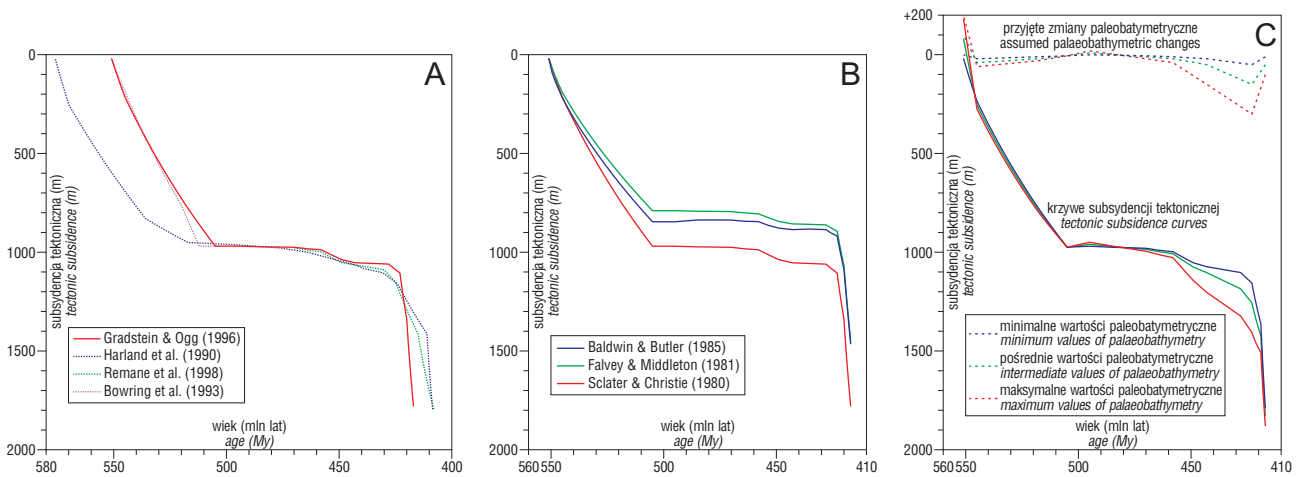 A
0
500
1000
1500
2000
580
550
500
450
400
subsydencja tektoniczna (m)
tectonic subsidence (m)
Gradstein & Ogg (1996)
Harland et al. (1990)
Remane et al. (1998)
Bowring et al. (1993)
wiek (mln lat)
age (My)
B
0
500
1000
1500
2000
560
550
500
450
410
subsydencja tektoniczna (m)
tectonic subsidence (m)
Baldwin & Butler (1985)
Falvey & Middleton (1981)
Sclater & Christie (1980)
wiek (mln lat)
age (My)
C
+200
0
500
1000
1500
2000
560
550
500
450
410
przyjęte zmiany paleobatymetryczne
assumed palaeobathymetric changes
subsydencja tektoniczna (m)
tectonic subsidence (m)
krzywe subsydencji tektonicznej
tectonic subsidence curves
minimalne wartości paleobatymetryczne
minimum values of palaeobathymetry
pośrednie wartości paleobatymetryczne
intermediate values of palaeobathymetry
maksymalne wartości paleobatymetryczne
maximum values of palaeobathymetry
wiek (mln lat)
age (My)